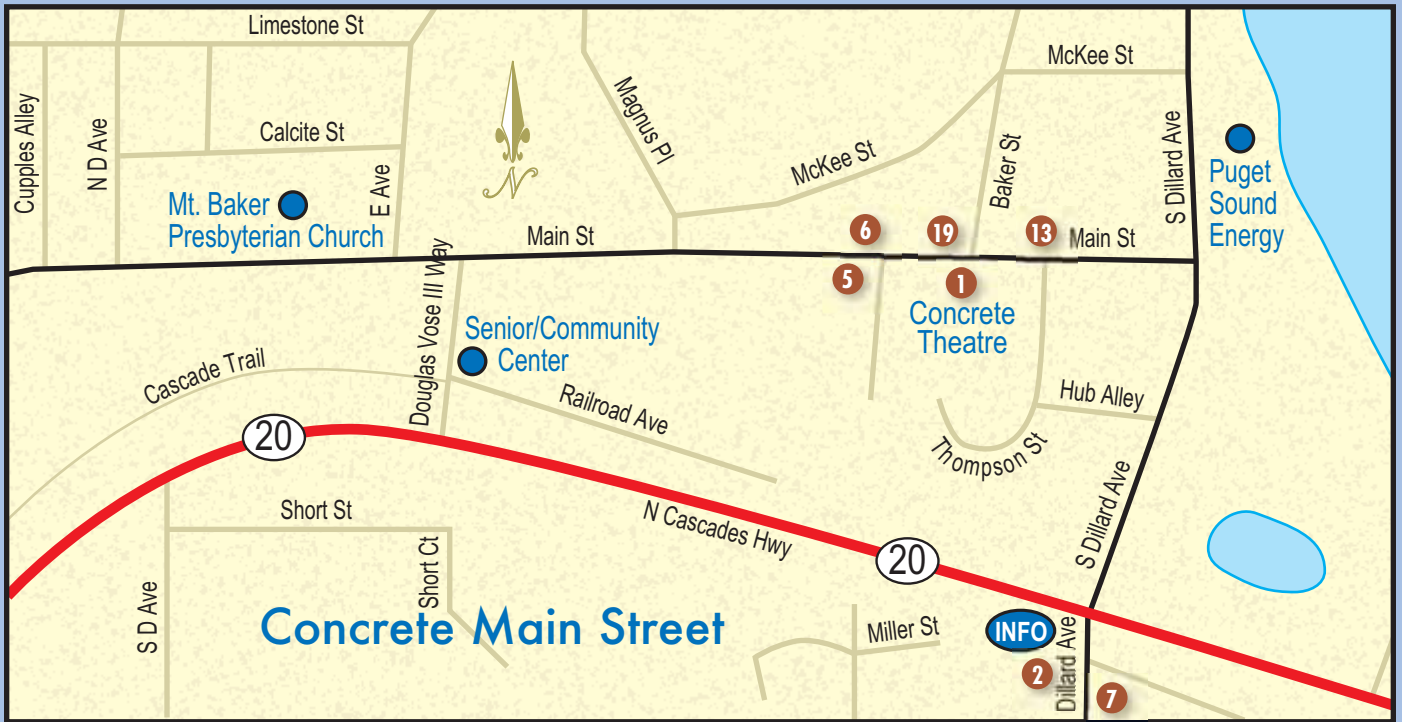 Limestone St
McKee St
Cupples Alley
N D Ave
Calcite St
E Ave
Magnus Pl
McKee St
Baker St
S Dillard Ave
Puget
Sound
Energy
Mt. Baker
Presbyterian Church
N
Main St
6
19
13
Main St
5
1
Concrete
Theatre
Douglas Vose III Way
Senior/Community
Center
Cascade Trail
Railroad Ave
Hub Alley
Thompson St
20
Short St
Short Ct
N Cascades Hwy
20
S Dillard Ave
S D Ave
Concrete Main Street
Miller St
INFO
Dillard Ave
2
7